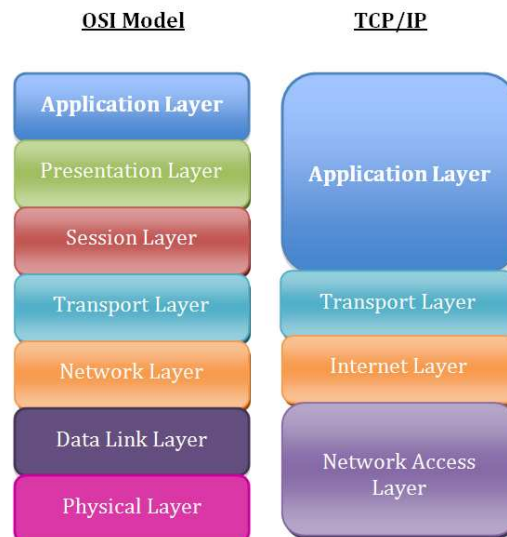 OSI Model
Application Layer
Presentation Layer
Session Layer
Transport Layer
Network Layer
Data Link Layer
Physical Layer
TCP/IP
Application Layer
Transport Layer
Internet Layer
Network Access
Layer